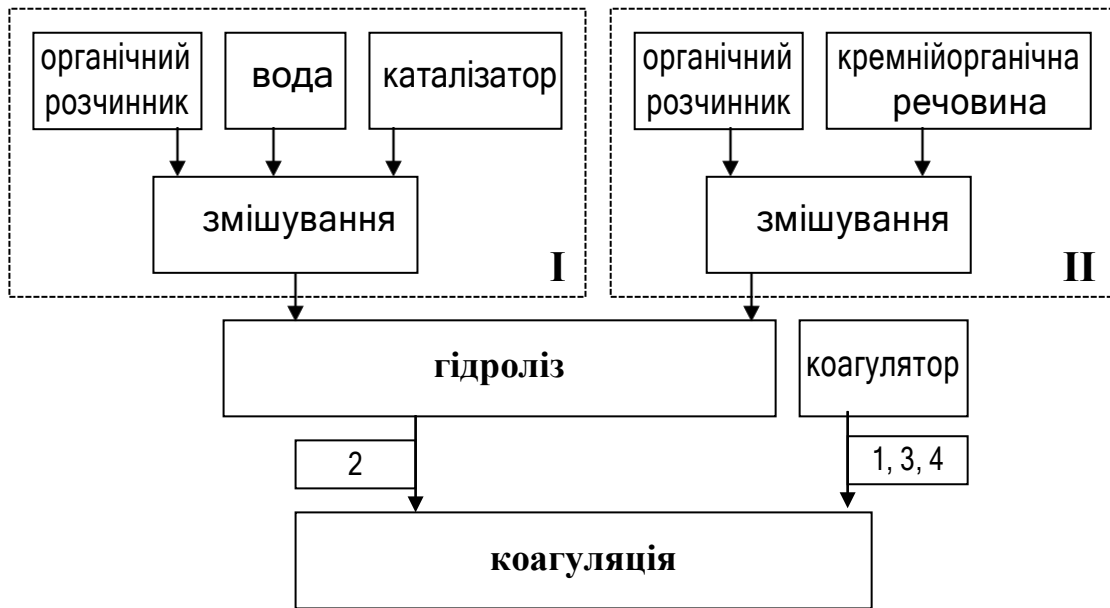 органічний
розчинник
вода
каталізатор
змішування
I
органічний
розчинник
кремнійорганічна
речовина
змішування
II
гідроліз
коагулятор
2
1, 3, 4
коагуляція